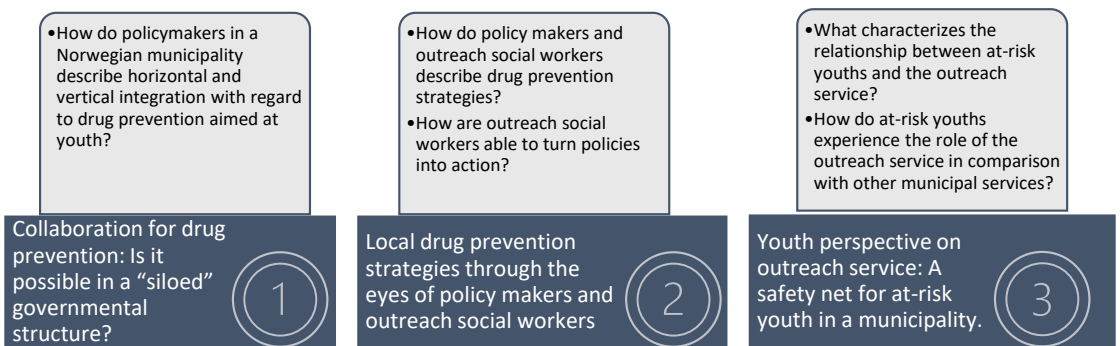 •How do policymakers in a
Norwegian municipality
describe horizontal and
vertical integration with regard
to drug prevention aimed at
youth?
Collaboration for drug
prevention: Is it
possible in a “siloed”
governmental
structure?
1
•How do policy makers and
outreach social workers
describe drug prevention
strategies?
•How are outreach social
workers able to turn policies
into action?
Local drug prevention
strategies through the
eyes of policy makers and
outreach social workers
2
•What characterizes the
relationship between at-risk
youths and the outreach
service?
•How do at-risk youths
experience the role of the
outreach service in comparison
with other municipal services?
Youth perspective on
outreach service: A
safety net for at-risk
youth in a municipality.
3